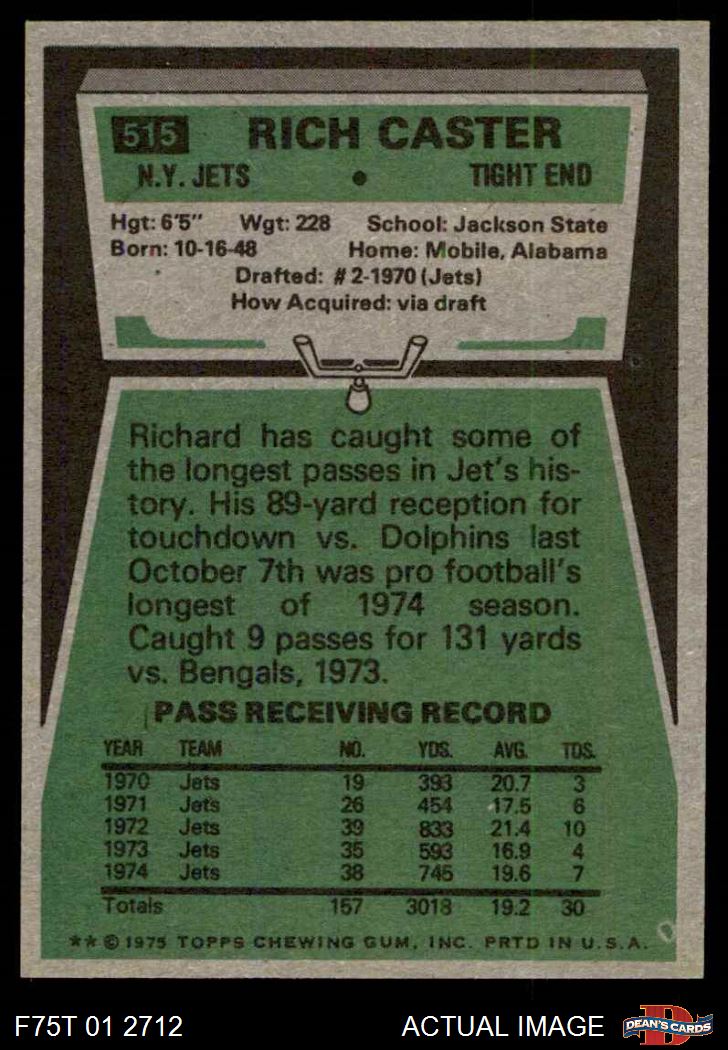 515 RICH CASTER
N.Y. JETS • TIGHT END
Hgt: 6'5" Wgt: 228 School: Jackson State
Born: 10-16-48 Home: Mobile, Alabama
Drafted: #2-1970 (Jets)
How Acquired: via draft
Richard has caught some of
the longest passes in Jet's his-
tory. His 89-yard reception for
touchdown vs. Dolphins last
October 7th was pro football's
longest of 1974 season.
Caught 9 passes for 131 yards
vs. Bengals, 1973.
PASS RECEIVING RECORD
YEAR TEAM NO. YDS. AVG. TDS.
1970 Jets 19 393 20.7 3
1971 Jets 26 454 17.5 6
1972 Jets 39 833 21.4 10
1973 Jets 35 593 16.9 4
1974 Jets 38 745 19.6 7
Totals 157 3018 19.2 30
** © 1975 TOPPS CHEWING GUM, INC. PRTD IN U.S.A.
F75T 01 2712 ACTUAL IMAGE D DEAN'S CARDS